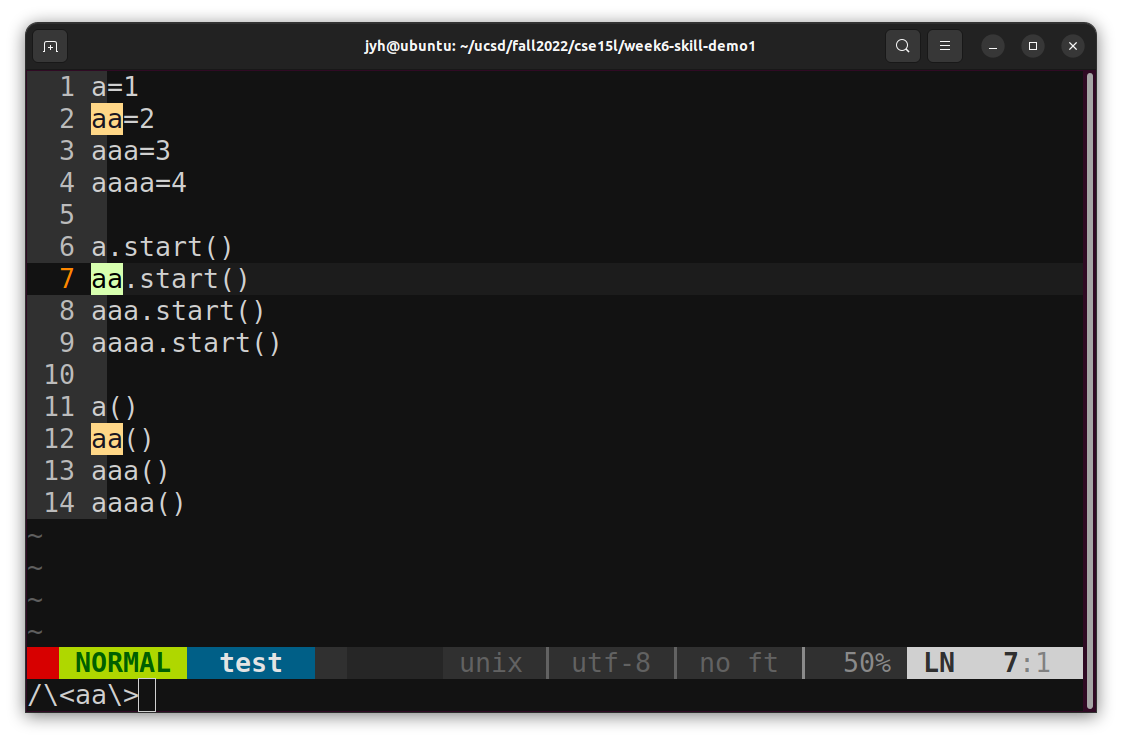 jyh@ubuntu: ~/ucsd/fall2022/cse15l/week6-skill-demo1
1 a=1
2 aa=2
3 aaa=3
4 aaaa=4
5
6 a.start()
7 aa.start()
8 aaa.start()
9 aaaa.start()
10
11 a()
12 aa()
13 aaa()
14 aaaa()
~
~
~
~
NORMAL test unix | utf-8 | no ft | 50% LN 7:1
/\<aa\>